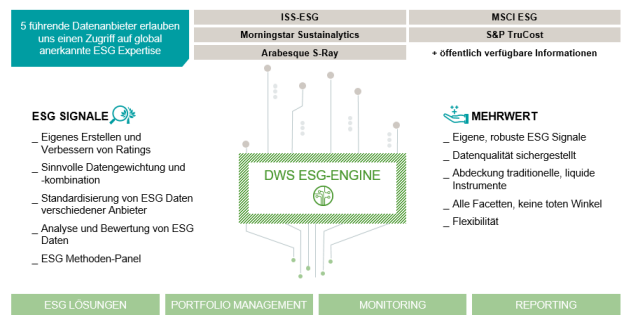 5 führende Datenanbieter erlauben
uns einen Zugriff auf global
anerkannte ESG Expertise
ISS-ESG
MSCI ESG
Morningstar Sustainalytics
S&P TruCost
Arabesque S-Ray
+ öffentlich verfügbare Informationen
ESG SIGNALE
_ Eigenes Erstellen und
Verbessern von Ratings
_ Sinnvolle Datengewichtung und
-kombination
_ Standardisierung von ESG Daten
verschiedener Anbieter
_ Analyse und Bewertung von ESG
Daten
_ ESG Methoden-Panel
DWS ESG-ENGINE
MEHRWERT
_ Eigene, robuste ESG Signale
_ Datenqualität sichergestellt
_ Abdeckung traditionelle, liquide
Instrumente
_ Alle Facetten, keine toten Winkel
_ Flexibilität
ESG LÖSUNGEN
PORTFOLIO MANAGEMENT
MONITORING
REPORTING